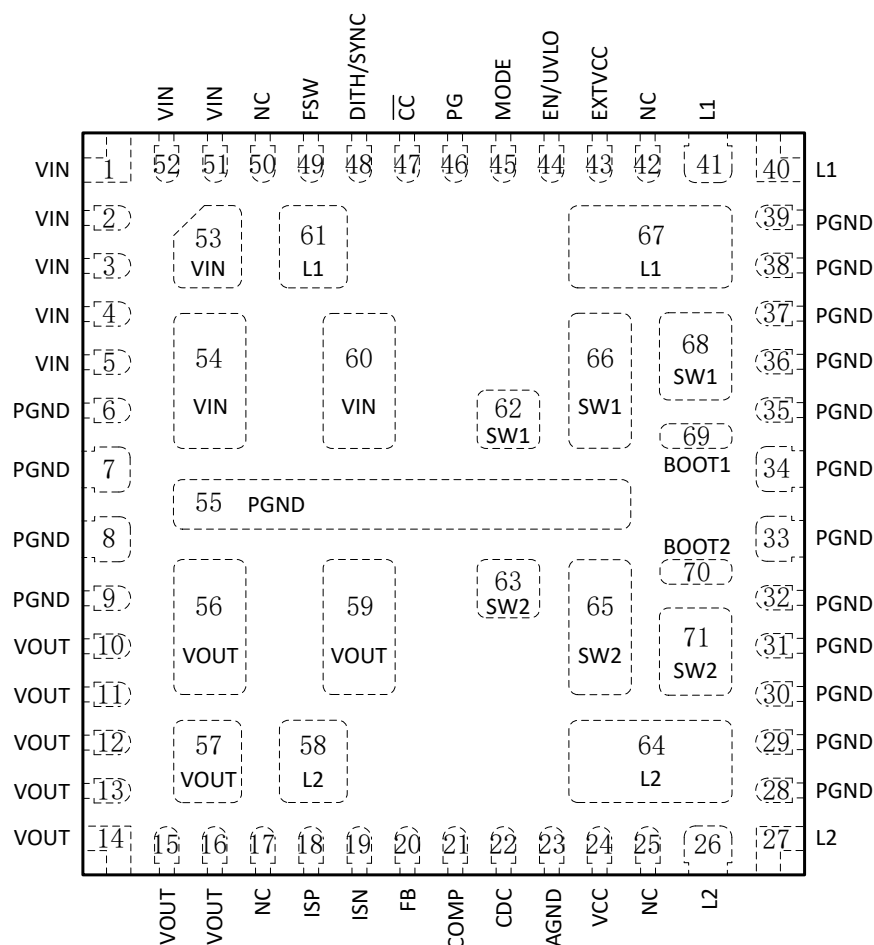 VIN VIN NC FSW DITH/SYNC CC PG MODE EN/UVLO EXTVCC NC L1
VIN 1 52 51 50 49 48 47 46 45 44 43 42 41 40 L1
VIN 2 39 PGND
53 61 67
VIN 3 VIN L1 L1 38 PGND
VIN 4 37 PGND
54 60 66 68
VIN 5 36 PGND
SW1
PGND 6 VIN VIN 62 SW1 35 PGND
SW1 69
PGND 7 BOOT1 34 PGND
55 PGND
PGND 8 BOOT2 33 PGND
63 70
PGND 9 56 59 SW2 65 32 PGND
VOUT 10 71 31 PGND
VOUT VOUT SW2 SW2
VOUT 11 30 PGND
VOUT 12 57 58 64 29 PGND
VOUT L2 L2
VOUT 13 28 PGND
VOUT 14 15 16 17 18 19 20 21 22 23 24 25 26 27 L2
VOUT VOUT NC ISP ISN FB COMP CDC AGND VCC NC L2